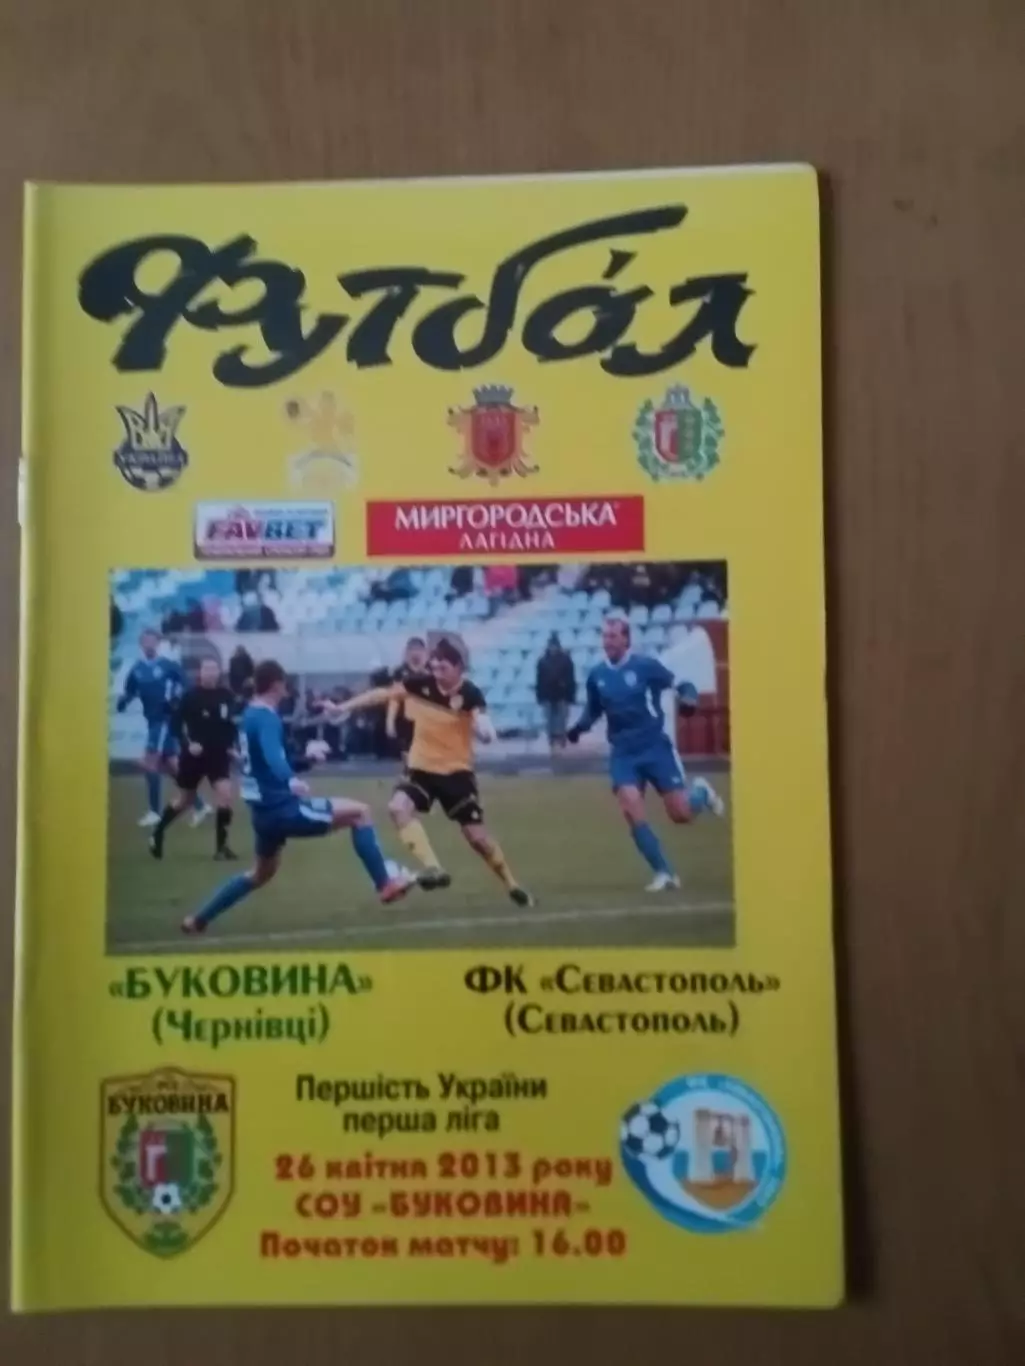 Футбол
УКРАЇНА
FAVBET
МИРГОРОДСЬКА
ЛАГІДНА
«БУКОВИНА»
(Чернівці)
ФК «Севастополь»
(Севастополь)
БУКОВИНА
Першість України
перша ліга
26 квітня 2013 року
СОУ «БУКОВИНА»
Початок матчу: 16.00